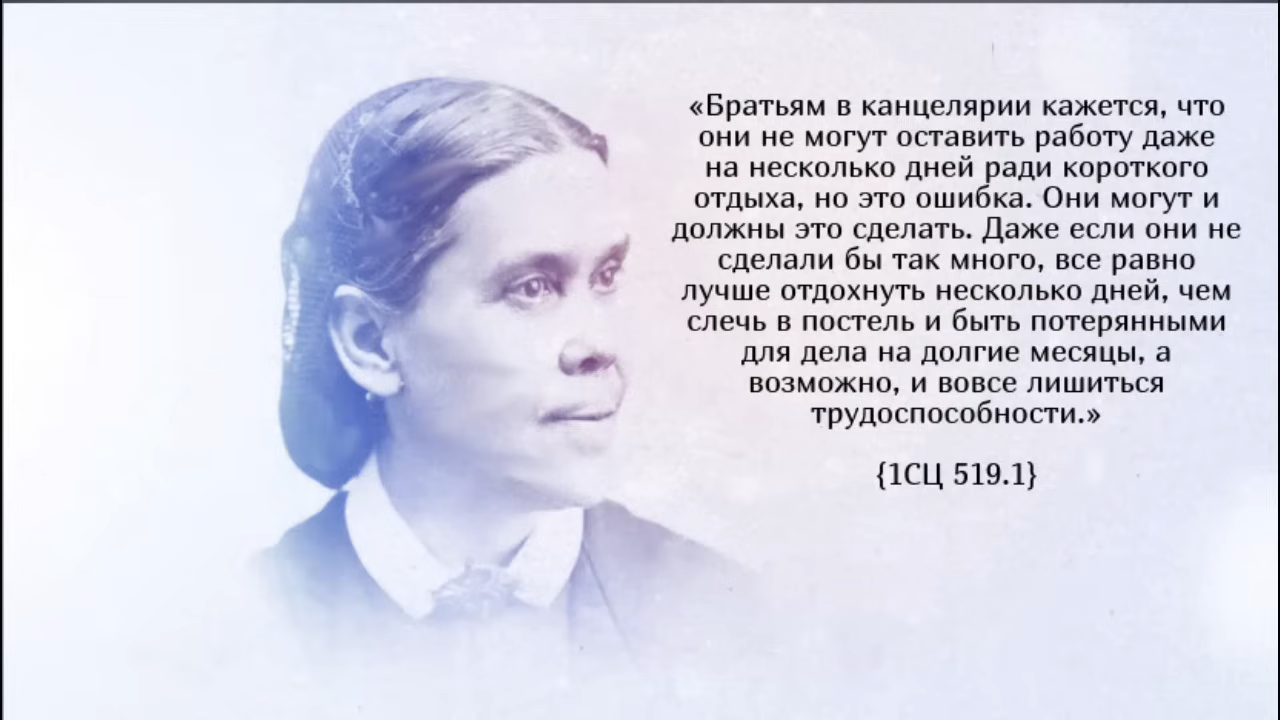 «Братьям в канцелярии кажется, что
они не могут оставить работу даже
на несколько дней ради короткого
отдыха, но это ошибка. Они могут и
должны это сделать. Даже если они не
сделали бы так много, все равно
лучше отдохнуть несколько дней, чем
слечь в постель и быть потерянными
для дела на долгие месяцы, а
возможно, и вовсе лишиться
трудоспособности.»
{1СЦ 519.1}